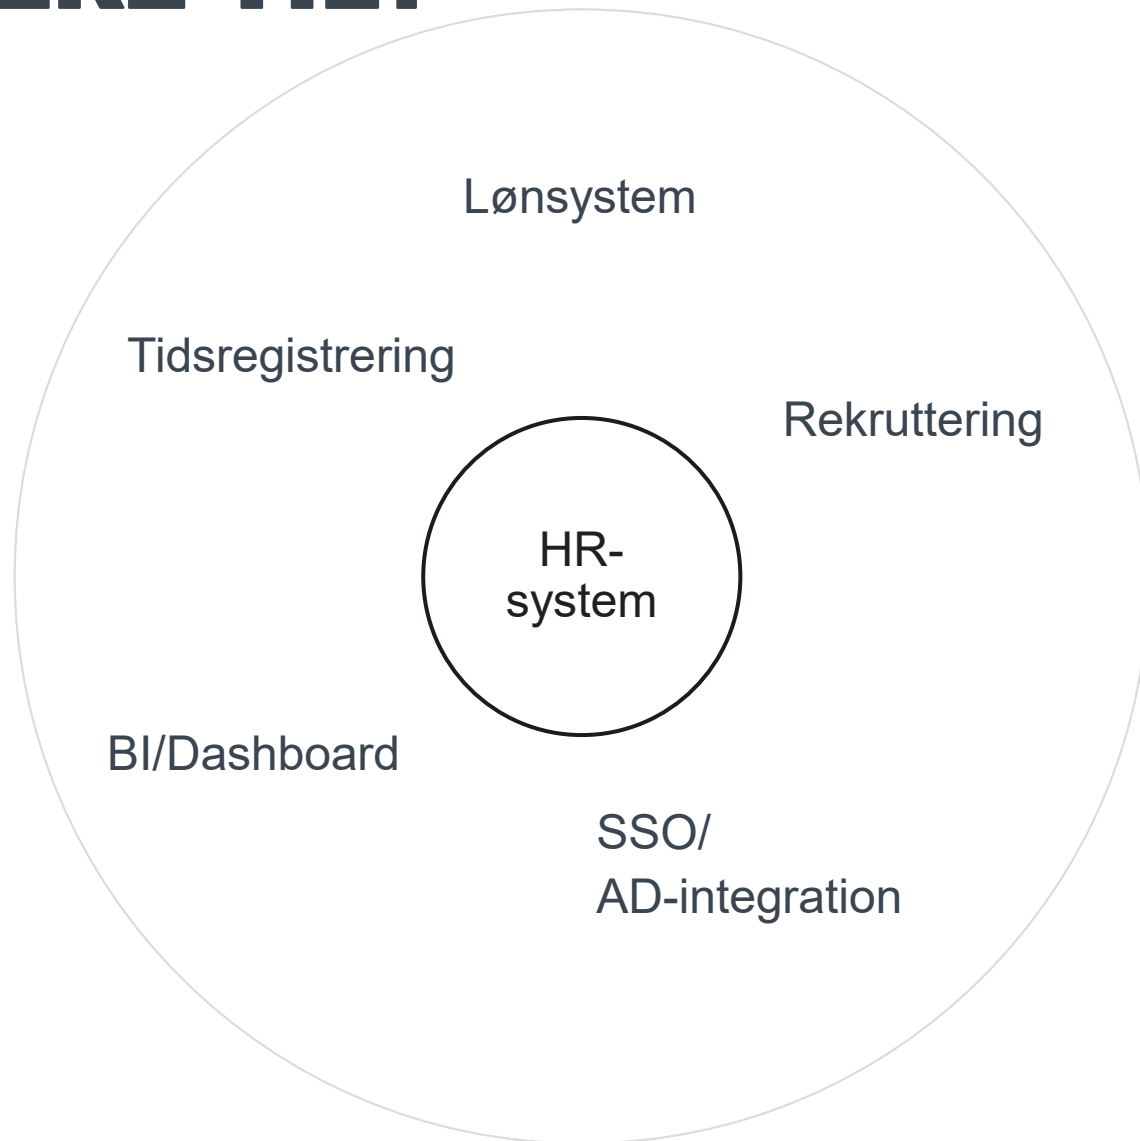 Lønsystem
Tidsregistrering
Rekruttering
HR-
system
BI/Dashboard
SSO/
AD-integration